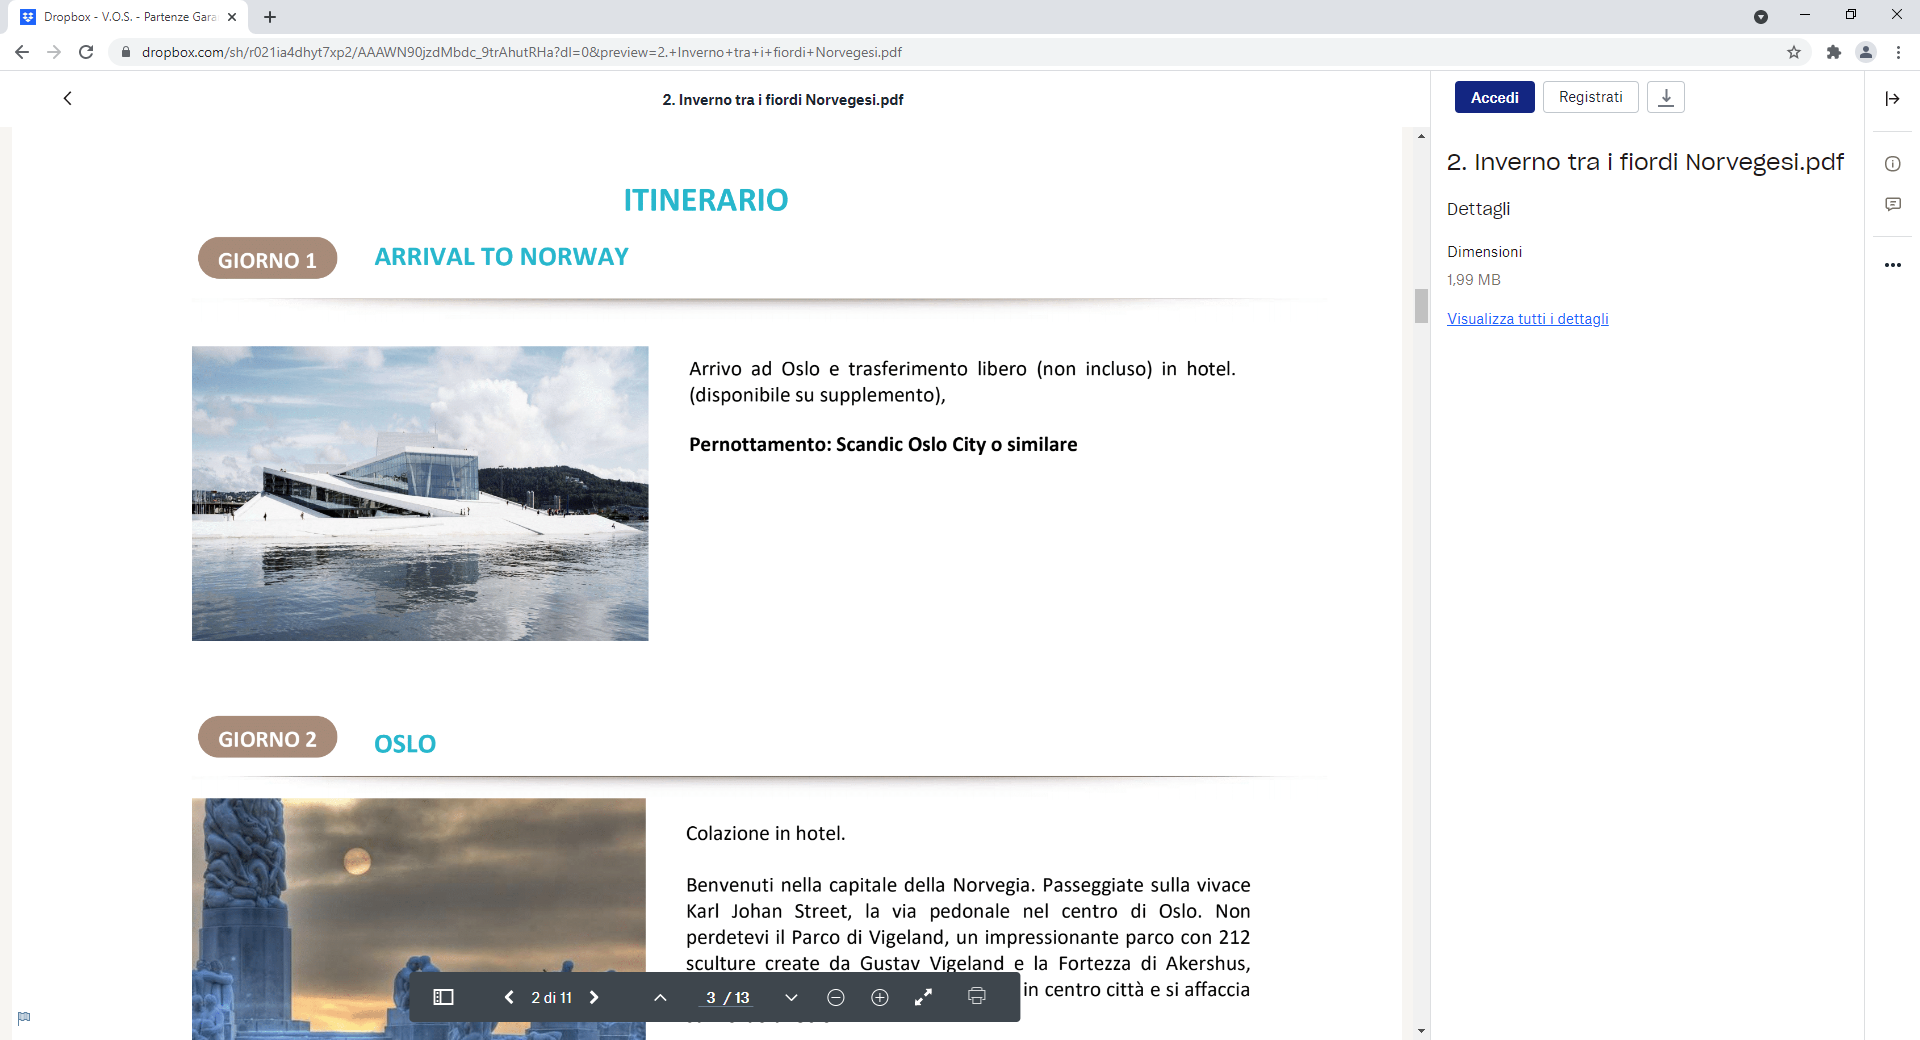 Dropbox - V.O.S. - Partenze Gara
dropbox.com/sh/r021ia4dhyt7xp2/AAAWN90jzdMbdc_9trAhutRHa?dl=0&preview=2.+Inverno+tra+i+fiordi+Norvegesi.pdf
2. Inverno tra i fiordi Norvegesi.pdf
Accedi
Registrati
2. Inverno tra i fiordi Norvegesi.pdf
Dettagli
Dimensioni
1,99 MB
Visualizza tutti i dettagli
ITINERARIO
GIORNO 1
ARRIVAL TO NORWAY
Arrivo ad Oslo e trasferimento libero (non incluso) in hotel.
(disponibile su supplemento),
Pernottamento: Scandic Oslo City o similare
GIORNO 2
OSLO
Colazione in hotel.
Benvenuti nella capitale della Norvegia. Passeggiate sulla vivace
Karl Johan Street, la via pedonale nel centro di Oslo. Non
perdetevi il Parco di Vigeland, un impressionante parco con 212
sculture create da Gustav Vigeland e la Fortezza di Akershus,
in centro città e si affaccia
2 di 11
3 / 13